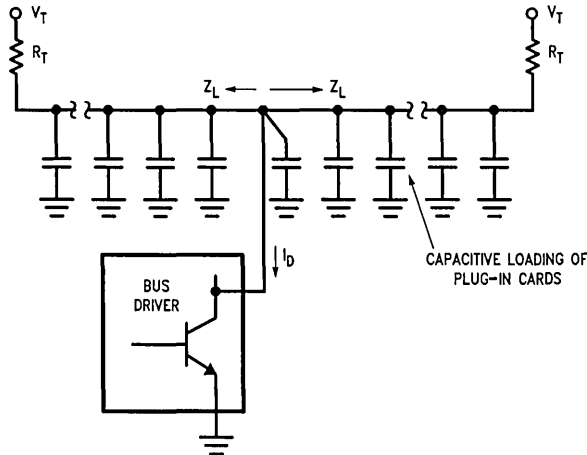 V_T
V_T
R_T
R_T
Z_L
Z_L
I_D
BUS
DRIVER
CAPACITIVE LOADING OF
PLUG-IN CARDS